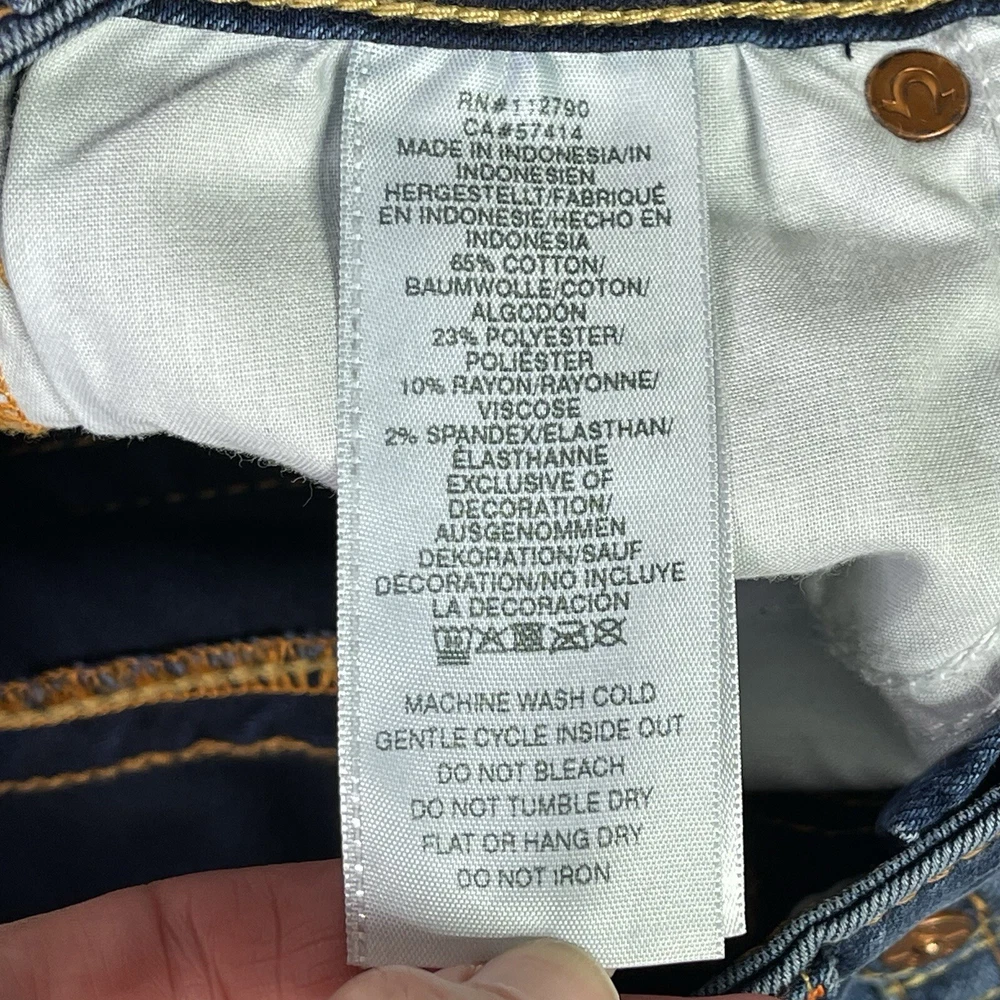 RN#112790
CA#57414
MADE IN INDONESIA/IN
INDONESIEN
HERGESTELLT/FABRIQUÉ
EN INDONESIE/HECHO EN
INDONESIA
65% COTTON/
BAUMWOLLE/COTON/
ALGODÓN
23% POLYESTER/
POLIÉSTER
10% RAYON/RAYONNE/
VISCOSE
2% SPANDEX/ELASTHAN/
ÉLASTHANNE
EXCLUSIVE OF
DECORATION/
AUSGENOMMEN
DEKORATION/SAUF
DÉCORATION/NO INCLUYE
LA DECORACIÓN
MACHINE WASH COLD
GENTLE CYCLE INSIDE OUT
DO NOT BLEACH
DO NOT TUMBLE DRY
FLAT OR HANG DRY
DO NOT IRON